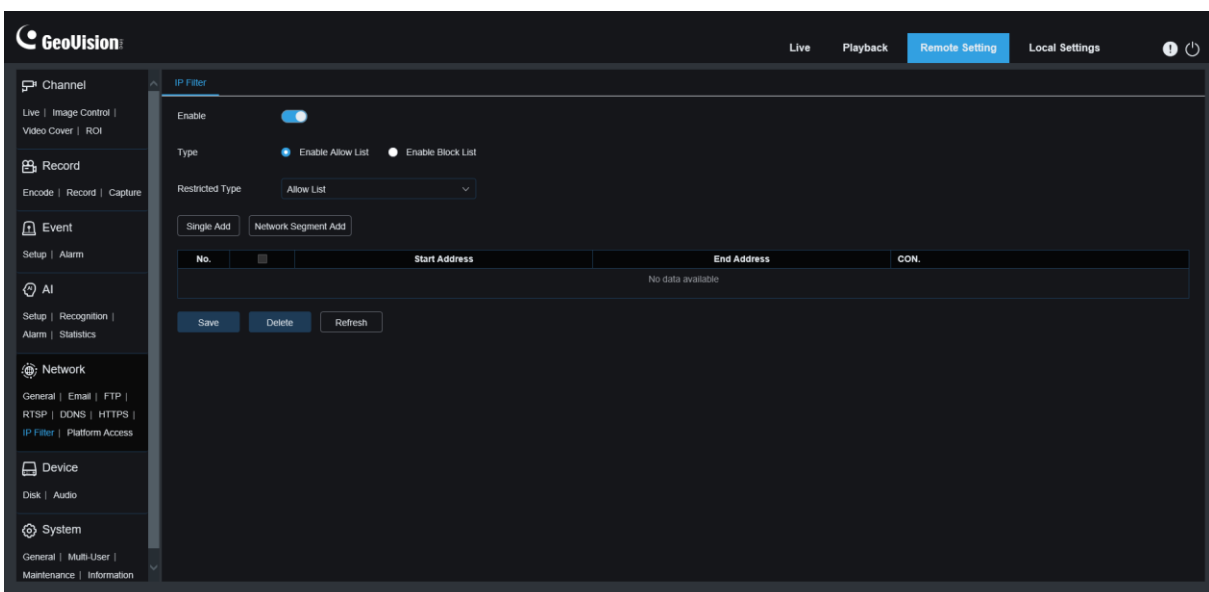 GeoVision
Live Playback Remote Setting Local Settings
Channel
Live | Image Control |
Video Cover | ROI
Record
Encode | Record | Capture
Event
Setup | Alarm
AI
Setup | Recognition |
Alarm | Statistics
Network
General | Email | FTP |
RTSP | DDNS | HTTPS |
IP Filter | Platform Access
Device
Disk | Audio
System
General | Multi-User |
Maintenance | Information
IP Filter
Enable
Type Enable Allow List Enable Block List
Restricted Type Allow List
Single Add Network Segment Add
No. Start Address End Address CON.
No data available
Save Delete Refresh